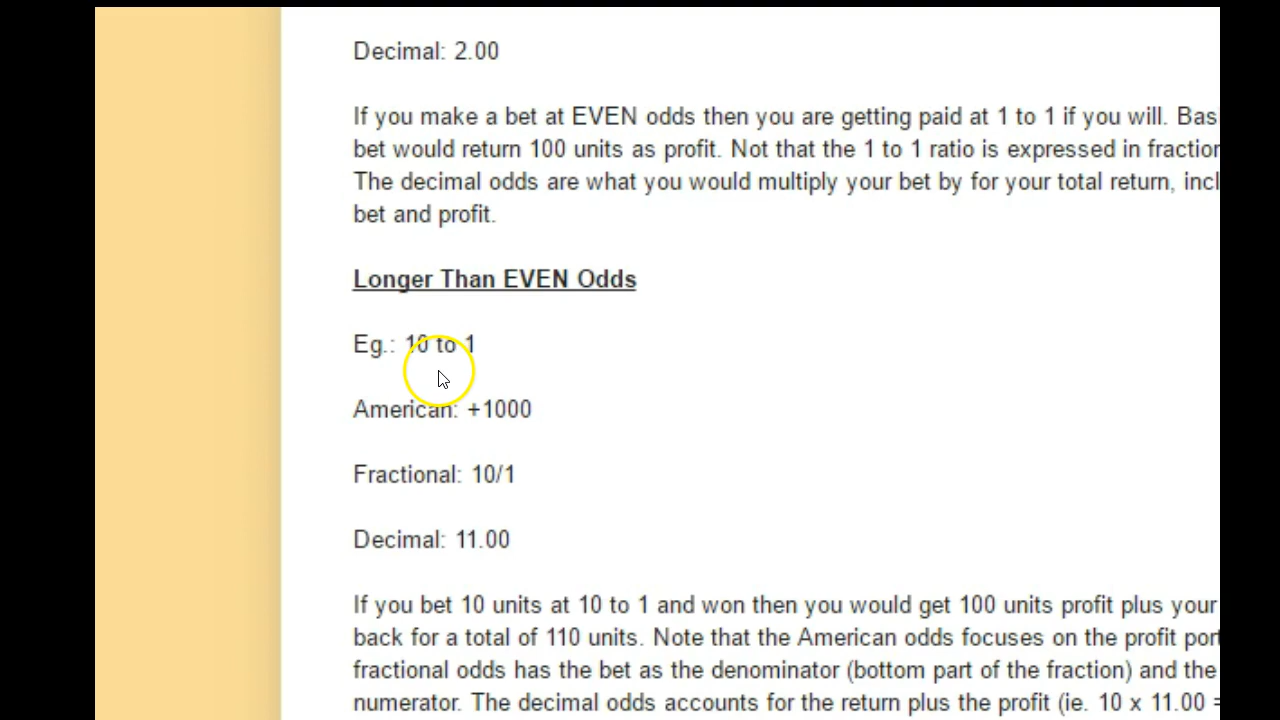 Decimal: 2.00
If you make a bet at EVEN odds then you are getting paid at 1 to 1 if you will. Bas
bet would return 100 units as profit. Not that the 1 to 1 ratio is expressed in fraction
The decimal odds are what you would multiply your bet by for your total return, incl
bet and profit.
Longer Than EVEN Odds
Eg.: 10 to 1
American: +1000
Fractional: 10/1
Decimal: 11.00
If you bet 10 units at 10 to 1 and won then you would get 100 units profit plus your
back for a total of 110 units. Note that the American odds focuses on the profit port
fractional odds has the bet as the denominator (bottom part of the fraction) and the
numerator. The decimal odds accounts for the return plus the profit (ie. 10 x 11.00 =